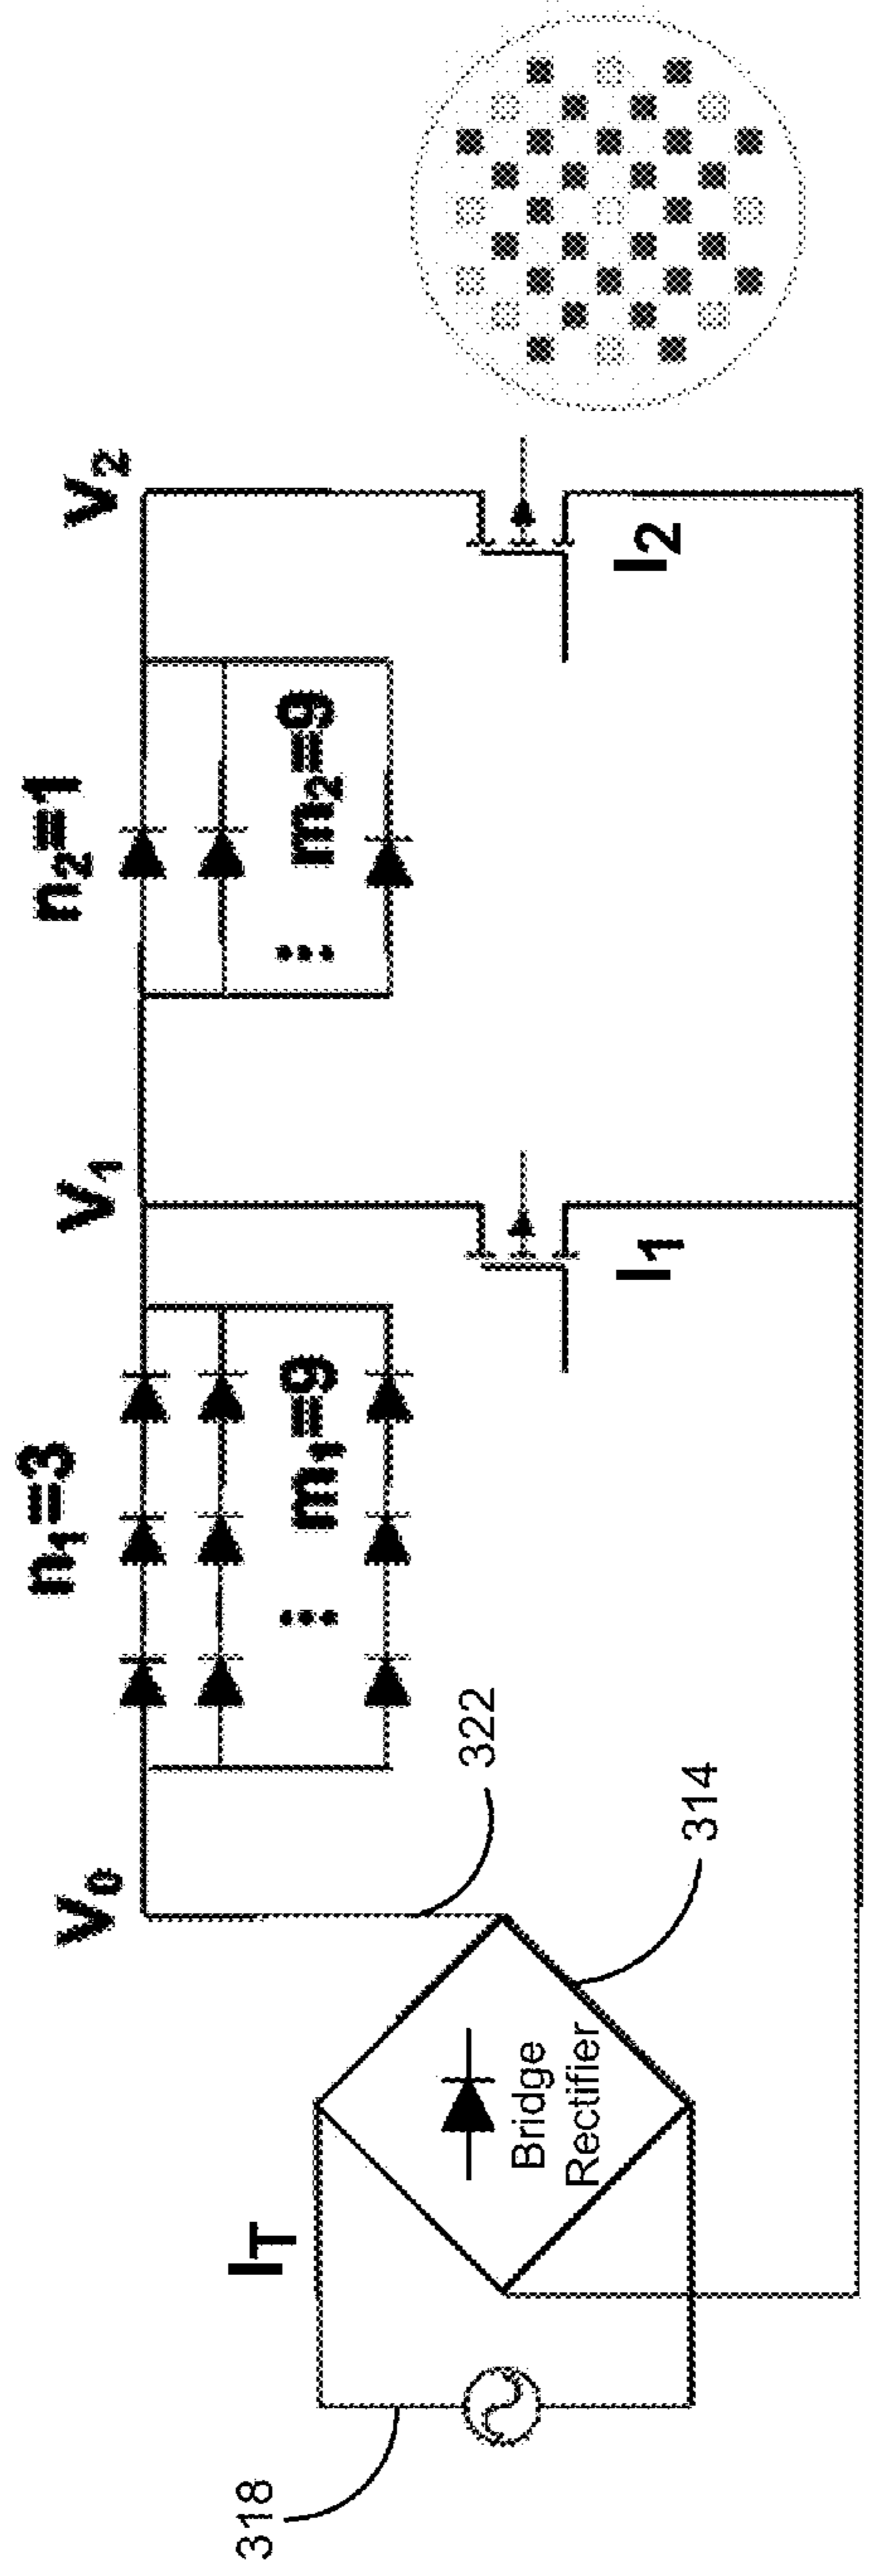 318
I_T
Bridge
Rectifier
314
322
V₀
n₁=3
⋮ m₁=9
V₁
I₁
n₂=1
⋮ m₂=9
V₂
I₂